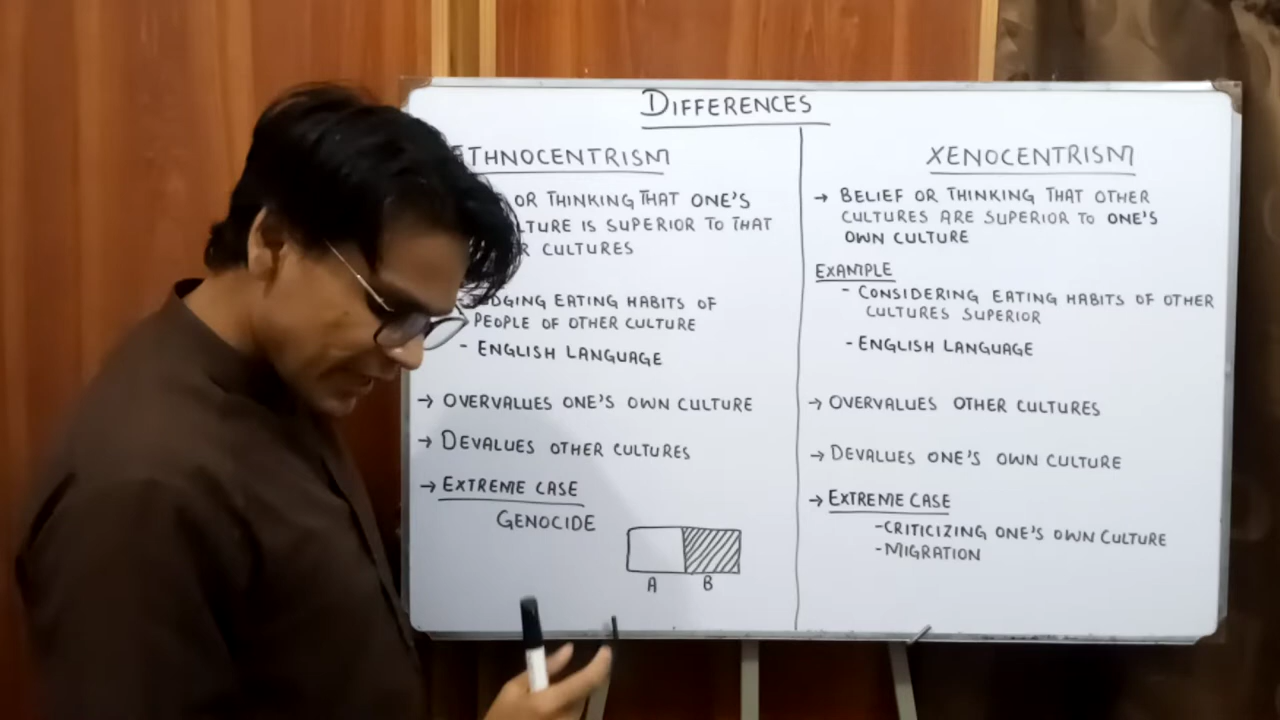 DIFFERENCES
THNOCENTRISM
OR THINKING THAT ONE'S
LTURE IS SUPERIOR TO THAT
R CULTURES
JUDGING EATING HABITS OF
PEOPLE OF OTHER CULTURE
- ENGLISH LANGUAGE
→ OVERVALUES ONE'S OWN CULTURE
→ DEVALUES OTHER CULTURES
→ EXTREME CASE
GENOCIDE
A B
XENOCENTRISM
→ BELIEF OR THINKING THAT OTHER
CULTURES ARE SUPERIOR TO ONE'S
OWN CULTURE
EXAMPLE
- CONSIDERING EATING HABITS OF OTHER
CULTURES SUPERIOR
- ENGLISH LANGUAGE
→ OVERVALUES OTHER CULTURES
→ DEVALUES ONE'S OWN CULTURE
→ EXTREME CASE
- CRITICIZING ONE'S OWN CULTURE
- MIGRATION